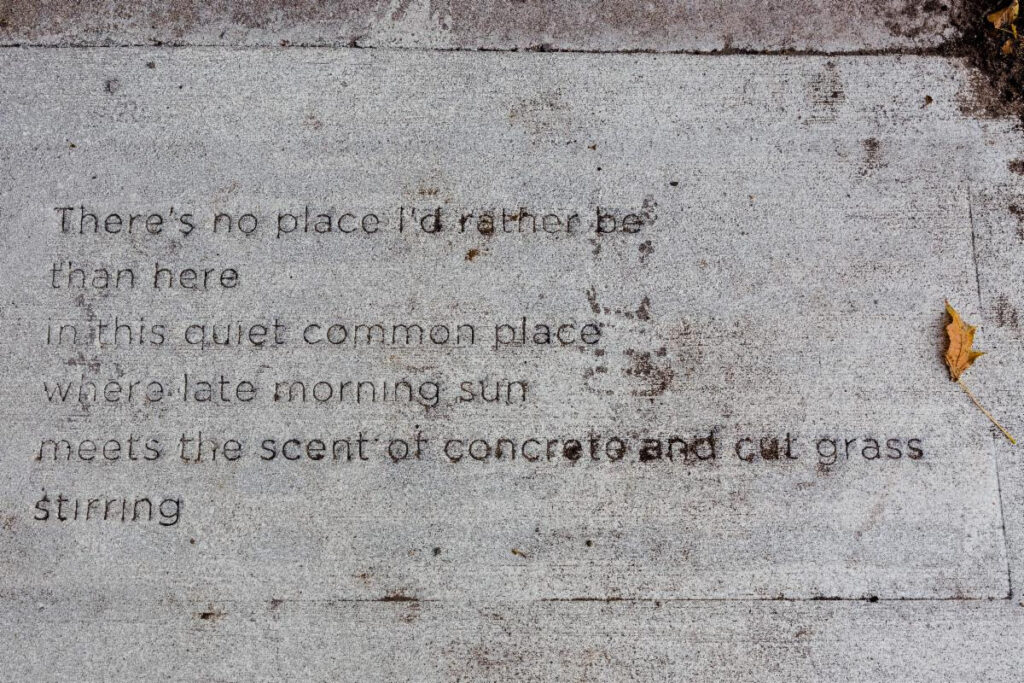 There's no place I'd rather be
than here
in this quiet common place
where late morning sun
meets the scent of concrete and cut grass
stirring